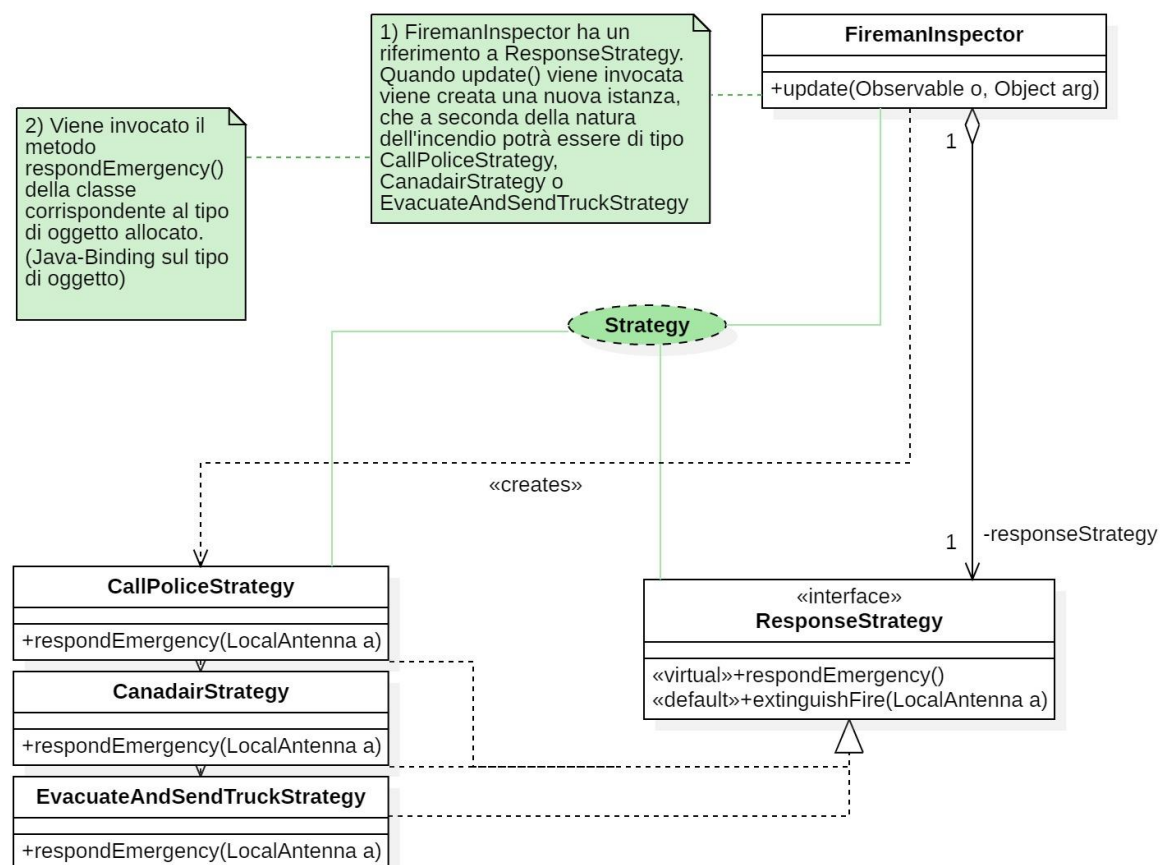 1) FiremanInspector ha un
riferimento a ResponseStrategy.
Quando update() viene invocata
viene creata una nuova istanza,
che a seconda della natura
dell'incendio potrà essere di tipo
CallPoliceStrategy,
CanadairStrategy o
EvacuateAndSendTruckStrategy
FiremanInspector
+update(Observable o, Object arg)
2) Viene invocato il
metodo
respondEmergency()
della classe
corrispondente al tipo
di oggetto allocato.
(Java-Binding sul tipo
di oggetto)
1
Strategy
«creates»
1
-responseStrategy
CallPoliceStrategy
+respondEmergency(LocalAntenna a)
CanadairStrategy
+respondEmergency(LocalAntenna a)
EvacuateAndSendTruckStrategy
+respondEmergency(LocalAntenna a)
«interface»
ResponseStrategy
«virtual»+respondEmergency()
«default»+extinguishFire(LocalAntenna a)